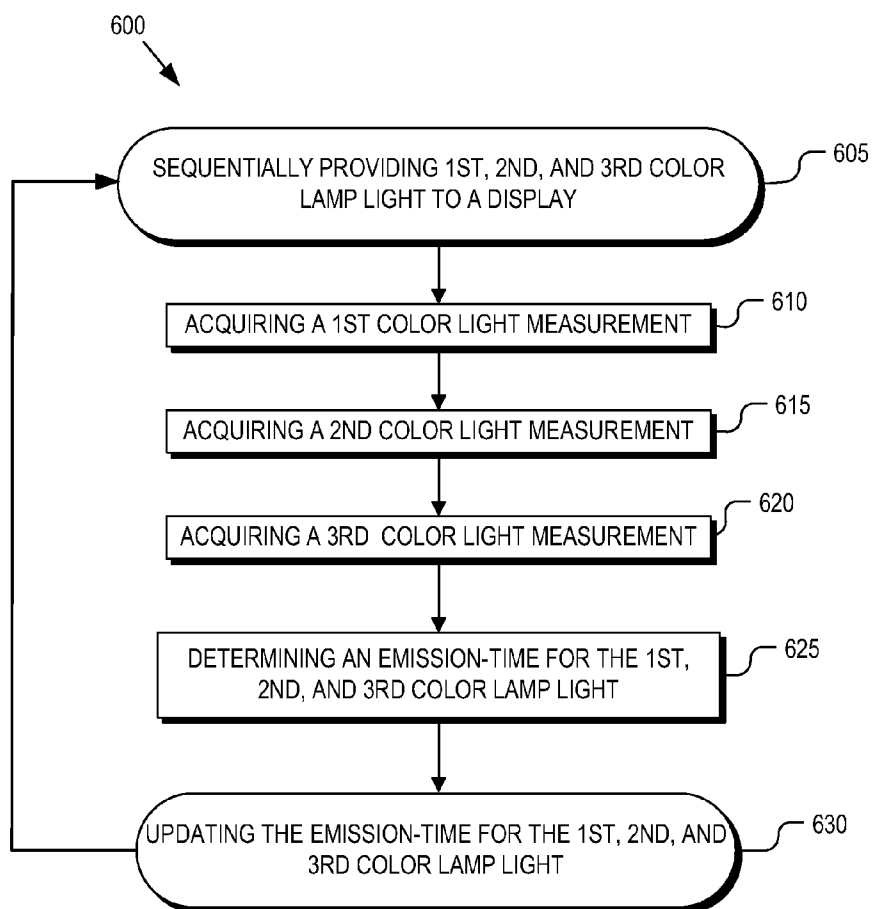 600
SEQUENTIALLY PROVIDING 1ST, 2ND, AND 3RD COLOR
LAMP LIGHT TO A DISPLAY
605
ACQUIRING A 1ST COLOR LIGHT MEASUREMENT
610
ACQUIRING A 2ND COLOR LIGHT MEASUREMENT
615
ACQUIRING A 3RD COLOR LIGHT MEASUREMENT
620
DETERMINING AN EMISSION-TIME FOR THE 1ST,
2ND, AND 3RD COLOR LAMP LIGHT
625
UPDATING THE EMISSION-TIME FOR THE 1ST, 2ND, AND
3RD COLOR LAMP LIGHT
630